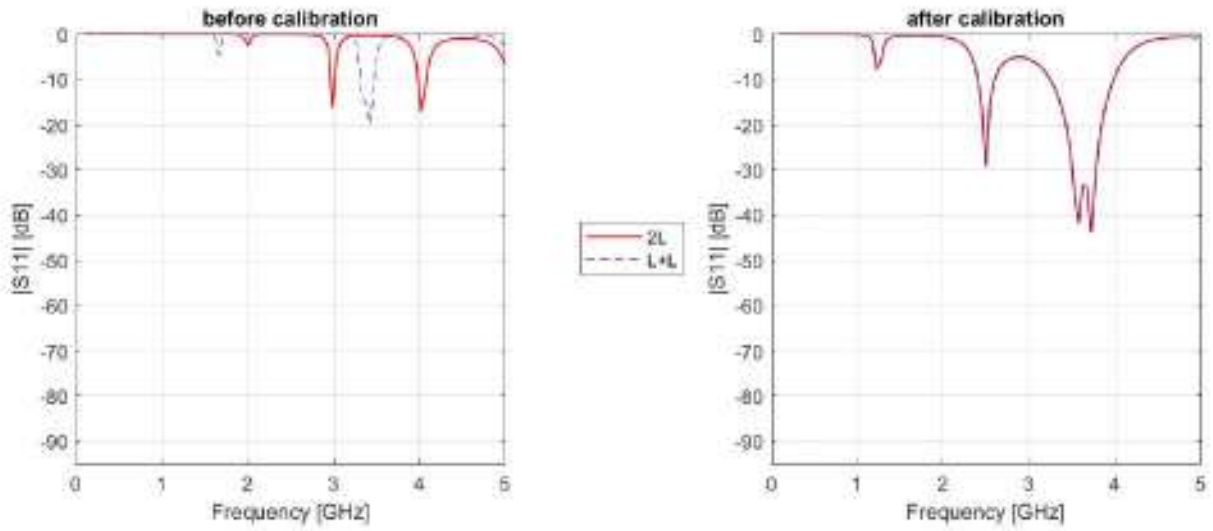 before calibration
|S11| [dB]
0
-10
-20
-30
-40
-50
-60
-70
-80
-90
0 1 2 3 4 5
Frequency [GHz]
2L
L+L
after calibration
|S11| [dB]
0
-10
-20
-30
-40
-50
-60
-70
-80
-90
0 1 2 3 4 5
Frequency [GHz]